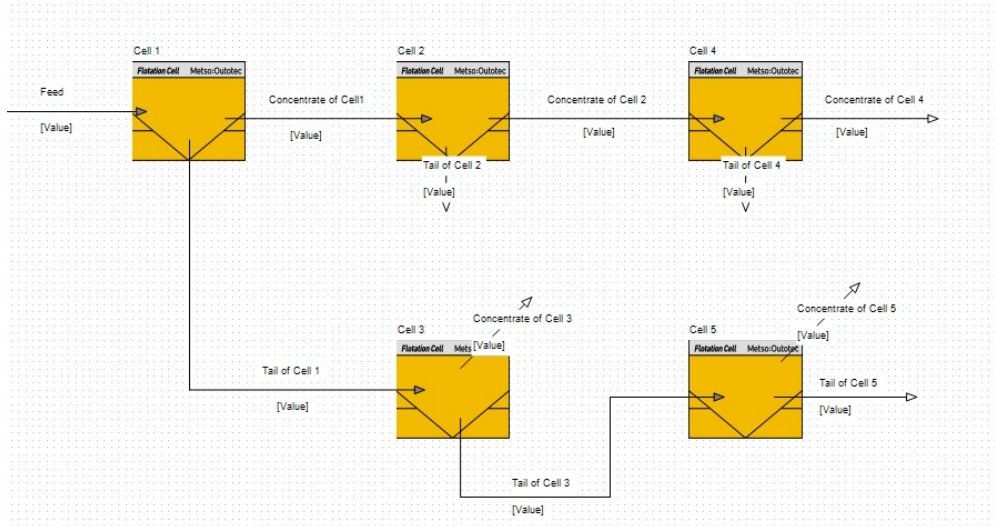 Cell 1
Cell 2
Cell 4
Flotation Cell Metso:Outotec
Flotation Cell Metso:Outotec
Flotation Cell Metso:Outotec
Feed
[Value]
Concentrate of Cell1
[Value]
Concentrate of Cell 2
[Value]
Concentrate of Cell 4
[Value]
Tail of Cell 2
[Value]
Tail of Cell 4
[Value]
Concentrate of Cell 3
[Value]
Concentrate of Cell 5
[Value]
Cell 3
Cell 5
Flotation Cell Mets
Flotation Cell Metso:Outotec
Tail of Cell 1
[Value]
Tail of Cell 5
[Value]
Tail of Cell 3
[Value]